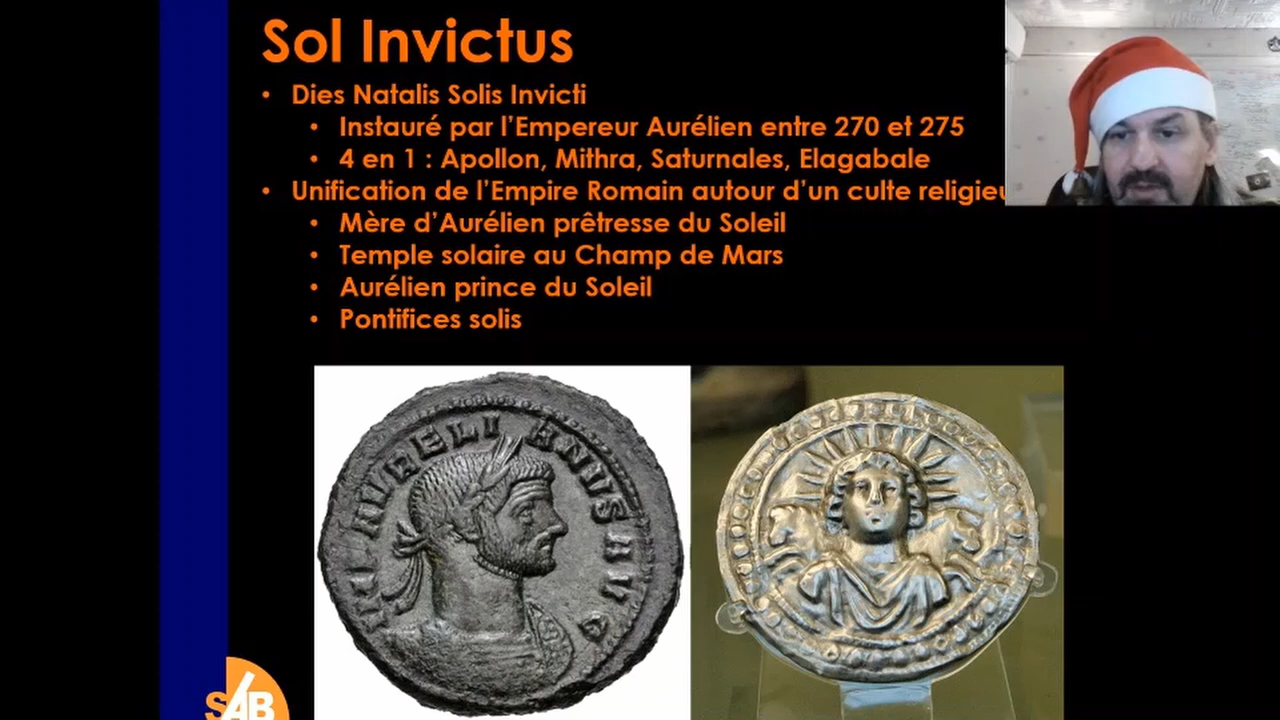 Sol Invictus
• Dies Natalis Solis Invicti
• Instauré par l'Empereur Aurélien entre 270 et 275
• 4 en 1 : Apollon, Mithra, Saturnales, Elagabale
• Unification de l'Empire Romain autour d'un culte religieu
• Mère d'Aurélien prêtresse du Soleil
• Temple solaire au Champ de Mars
• Aurélien prince du Soleil
• Pontifices solis
AURELIANUS AVG
SAB